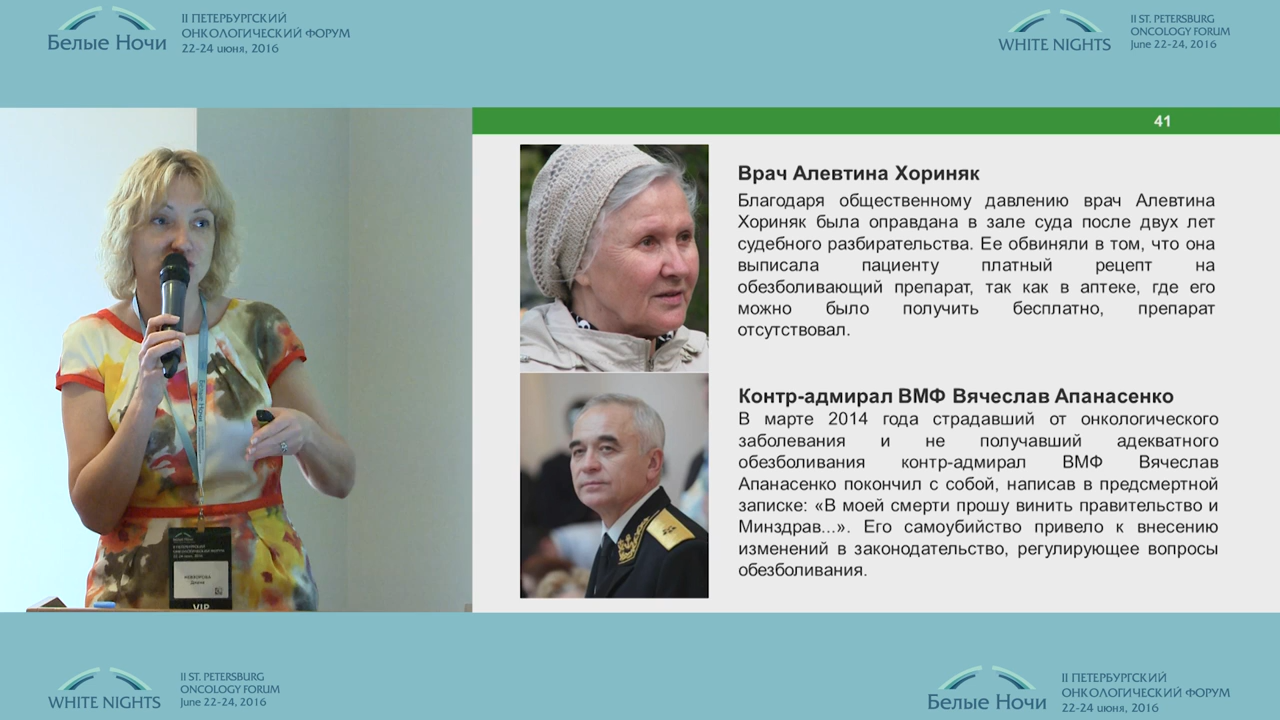 Белые Ночи
II ПЕТЕРБУРГСКИЙ
ОНКОЛОГИЧЕСКИЙ ФОРУМ
22-24 июня, 2016
WHITE NIGHTS
II ST. PETERSBURG
ONCOLOGY FORUM
June 22-24, 2016
41
Врач Алевтина Хориняк
Благодаря общественному давлению врач Алевтина
Хориняк была оправдана в зале суда после двух лет
судебного разбирательства. Ее обвиняли в том, что она
выписала пациенту платный рецепт на
обезболивающий препарат, так как в аптеке, где его
можно было получить бесплатно, препарат
отсутствовал.
Контр-адмирал ВМФ Вячеслав Апанасенко
В марте 2014 года страдавший от онкологического
заболевания и не получавший адекватного
обезболивания контр-адмирал ВМФ Вячеслав
Апанасенко покончил с собой, написав в предсмертной
записке: «В моей смерти прошу винить правительство и
Минздрав...». Его самоубийство привело к внесению
изменений в законодательство, регулирующее вопросы
обезболивания.
VIP
WHITE NIGHTS
II ST. PETERSBURG
ONCOLOGY FORUM
June 22-24, 2016
Белые Ночи
II ПЕТЕРБУРГСКИЙ
ОНКОЛОГИЧЕСКИЙ ФОРУМ
22-24 июня, 2016